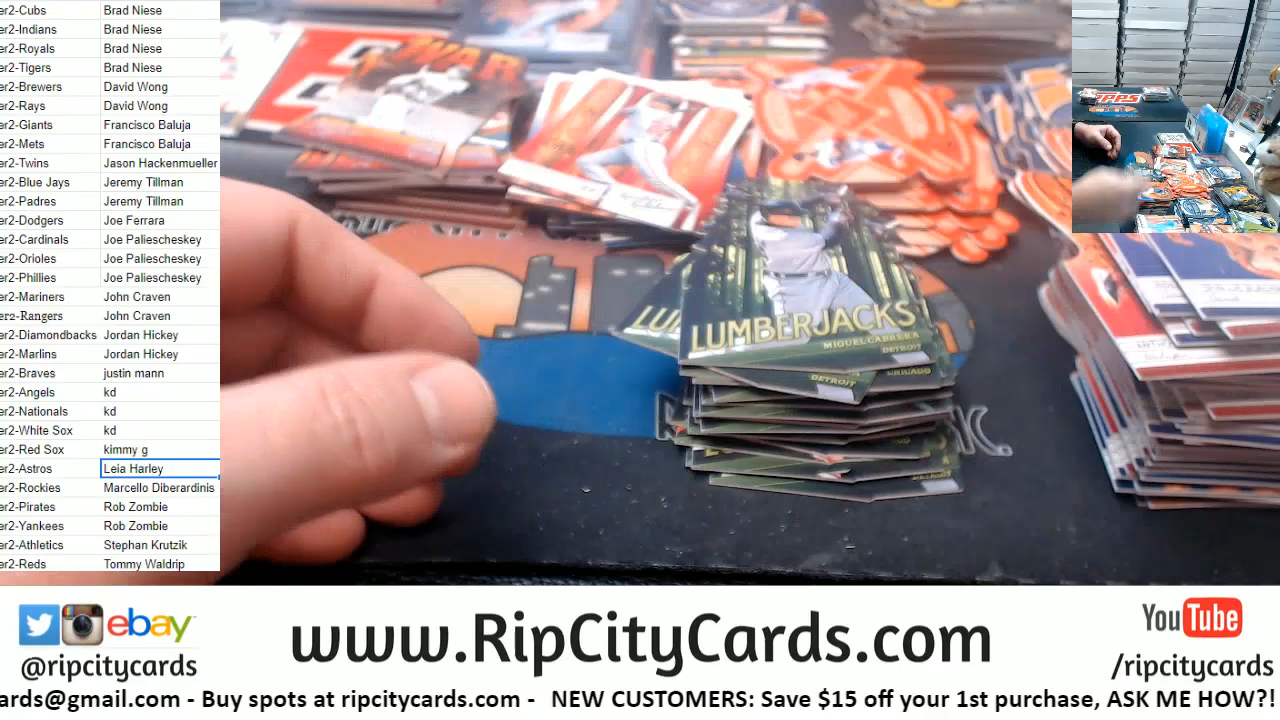 er2-Cubs Brad Niese
er2-Indians Brad Niese
er2-Royals Brad Niese
er2-Tigers Brad Niese
er2-Brewers David Wong
er2-Rays David Wong
er2-Giants Francisco Baluja
er2-Mets Francisco Baluja
er2-Twins Jason Hackenmueller
er2-Blue Jays Jeremy Tillman
er2-Padres Jeremy Tillman
er2-Dodgers Joe Ferrara
er2-Cardinals Joe Paliescheskey
er2-Orioles Joe Paliescheskey
er2-Phillies Joe Paliescheskey
er2-Mariners John Craven
er2-Rangers John Craven
er2-Diamondbacks Jordan Hickey
er2-Marlins Jordan Hickey
er2-Braves justin mann
er2-Angels kd
er2-Nationals kd
er2-White Sox kd
er2-Red Sox kimmy g
er2-Astros Leia Harley
er2-Rockies Marcello Diberardinis
er2-Pirates Rob Zombie
er2-Yankees Rob Zombie
er2-Athletics Stephan Krutzik
er2-Reds Tommy Waldrip
WAR
LUMBERJACKS
MIGUEL CABRERA
DETROIT
LU
CHICAGO
DETROIT
DETROIT
ebay
@ripcitycards
www.RipCityCards.com
YouTube
/ripcitycards
ards@gmail.com - Buy spots at ripcitycards.com - NEW CUSTOMERS: Save $15 off your 1st purchase, ASK ME HOW?!